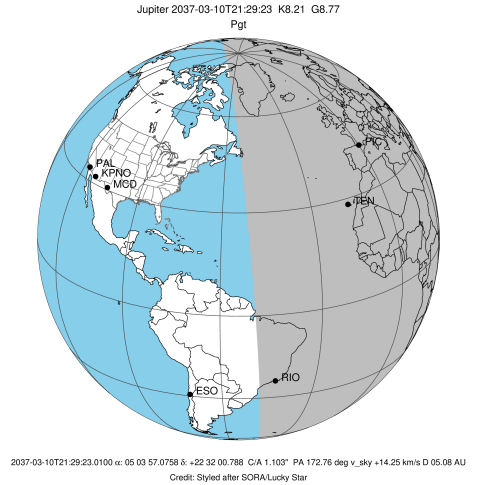 Jupiter 2037-03-10T21:29:23 K8.21 G8.77
Pgt
PIC
PAL
KPNO
MCD
TEN
RIO
ESO
2037-03-10T21:29:23.0100 α: 05 03 57.0758 δ: +22 32 00.788 C/A 1.103" PA 172.76 deg v_sky +14.25 km/s D 05.08 AU
Credit: Styled after SORA/Lucky Star